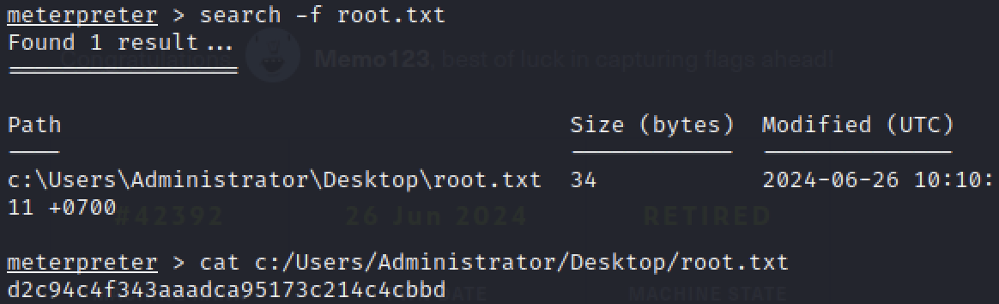 meterpreter > search -f root.txt
Found 1 result...
Congratulations Memo123, best of luck in capturing flags ahead!
Path Size (bytes) Modified (UTC)
c:\Users\Administrator\Desktop\root.txt 34 2024-06-26 10:10:
11 +0700
#42392 26 Jun 2024 RETIRED
meterpreter > cat c:/Users/Administrator/Desktop/root.txt
d2c94c4f343aaadca95173c214c4cbbd
MACHINE STATE